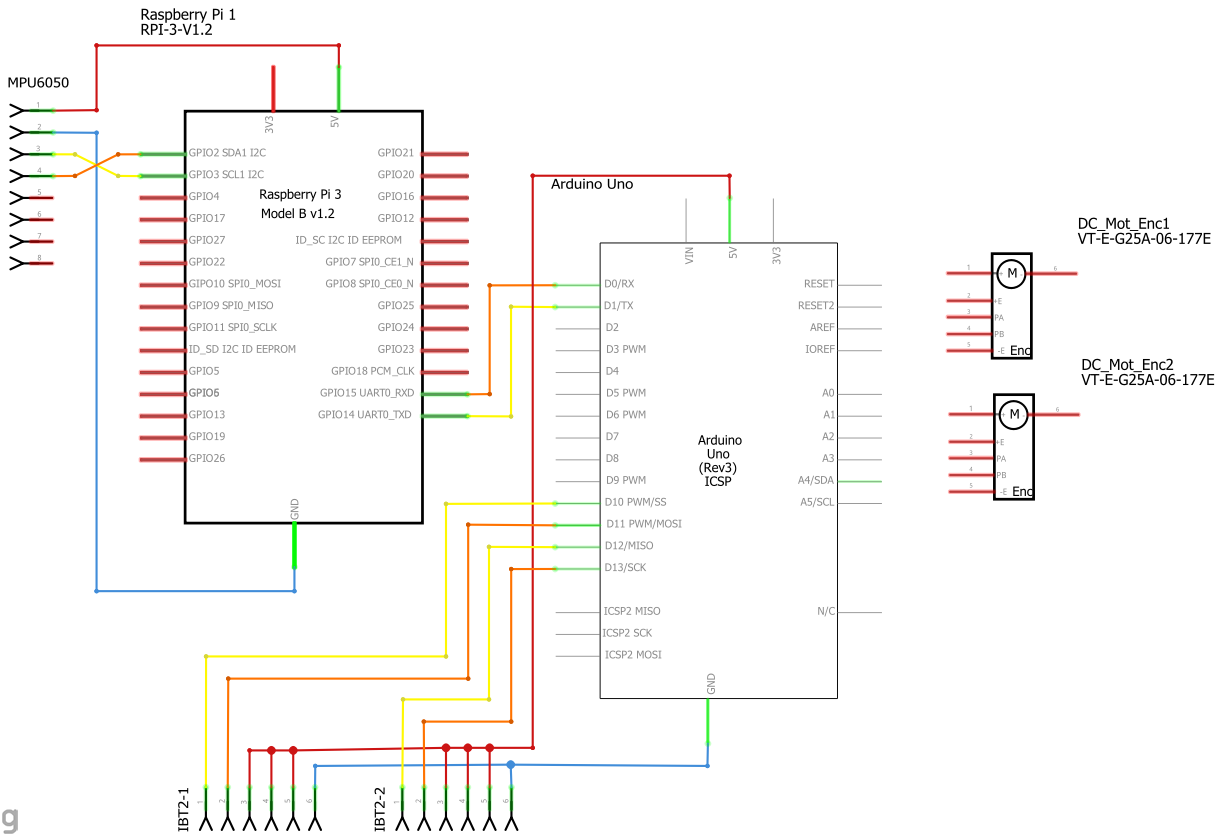 Raspberry Pi 1
RPI-3-V1.2
MPU6050
1
2
3
4
5
6
7
8
3V3
5V
GPIO2 SDA1 I2C
GPIO3 SCL1 I2C
GPIO4
GPIO17
GPIO27
GPIO22
GIPO10 SPI0_MOSI
GPIO9 SPI0_MISO
GPIO11 SPI0_SCLK
ID_SD I2C ID EEPROM
GPIO5
GPIO6
GPIO13
GPIO19
GPIO26
Raspberry Pi 3
Model B v1.2
GPIO21
GPIO20
GPIO16
GPIO12
ID_SC I2C ID EEPROM
GPIO7 SPI0_CE1_N
GPIO8 SPI0_CE0_N
GPIO25
GPIO24
GPIO23
GPIO18 PCM_CLK
GPIO15 UART0_RXD
GPIO14 UART0_TXD
GND
Arduino Uno
VIN
5V
3V3
D0/RX
D1/TX
D2
D3 PWM
D4
D5 PWM
D6 PWM
D7
D8
D9 PWM
D10 PWM/SS
D11 PWM/MOSI
D12/MISO
D13/SCK
ICSP2 MISO
ICSP2 SCK
ICSP2 MOSI
Arduino
Uno
(Rev3)
ICSP
RESET
RESET2
AREF
IOREF
A0
A1
A2
A3
A4/SDA
A5/SCL
N/C
GND
DC_Mot_Enc1
VT-E-G25A-06-177E
1
M
6
2
+E
3
PA
4
PB
5
-E
Enc
DC_Mot_Enc2
VT-E-G25A-06-177E
1
M
6
2
+E
3
PA
4
PB
5
-E
Enc
IBT2-1
1
2
3
4
5
6
IBT2-2
1
2
3
4
5
6
g